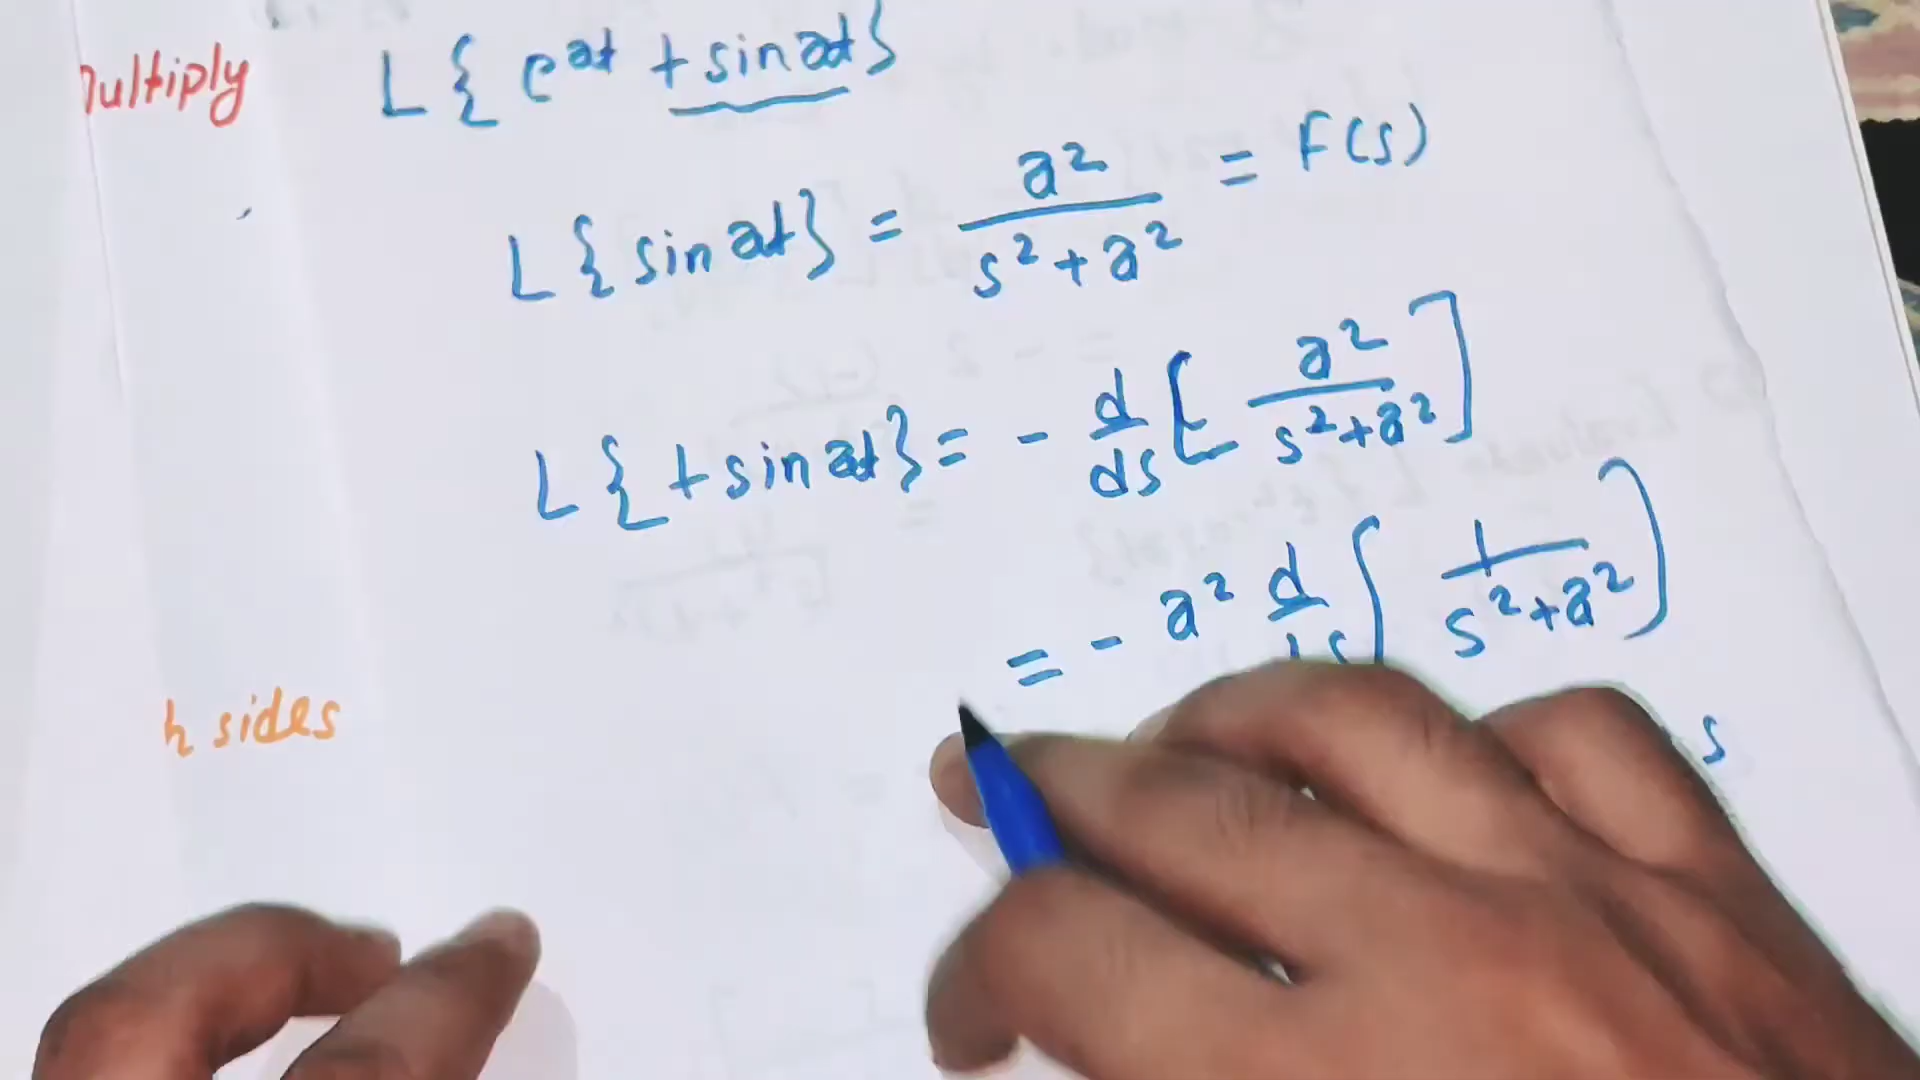 Multiply L{ e^at t sin at}
L{ sin at} = a²/(s²+a²) = F(s)
L{ t sin at} = - d/ds [ a²/(s²+a²) ]
= - a² d/ds [ 1/(s²+a²) ]
h sides
s